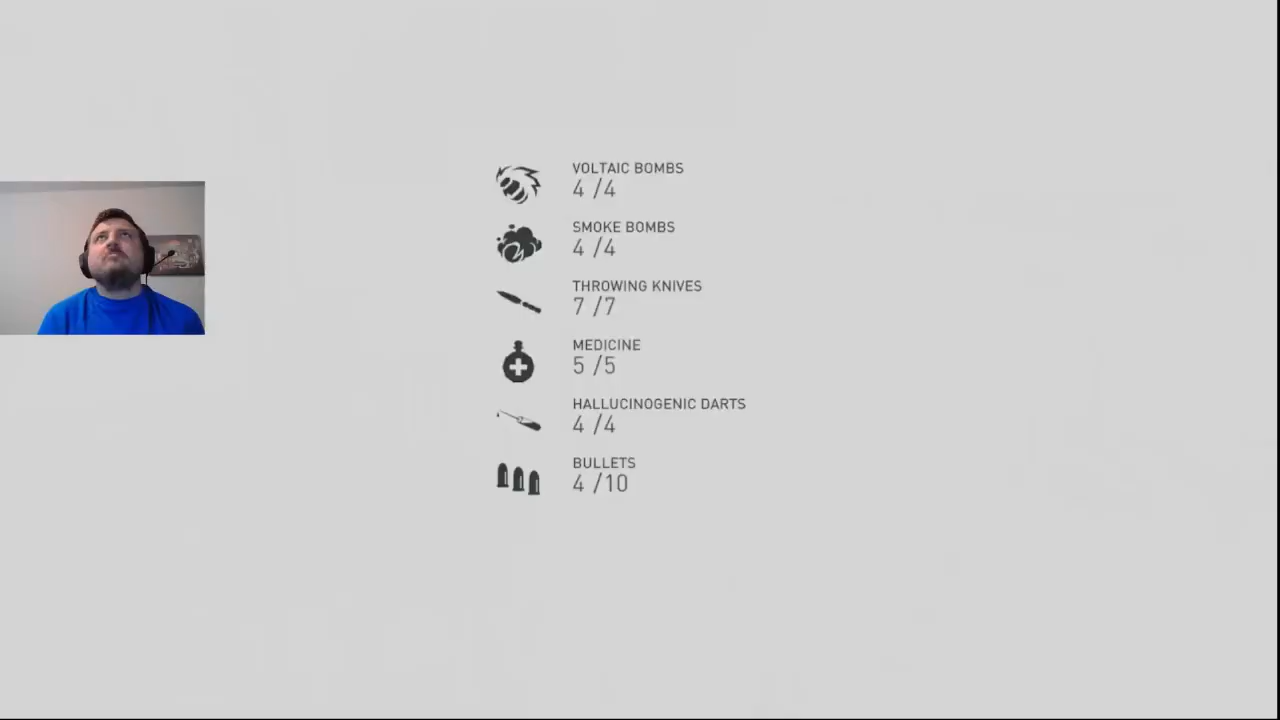 VOLTAIC BOMBS
4 /4
SMOKE BOMBS
4 /4
THROWING KNIVES
7 /7
MEDICINE
5 /5
HALLUCINOGENIC DARTS
4 /4
BULLETS
4 /10